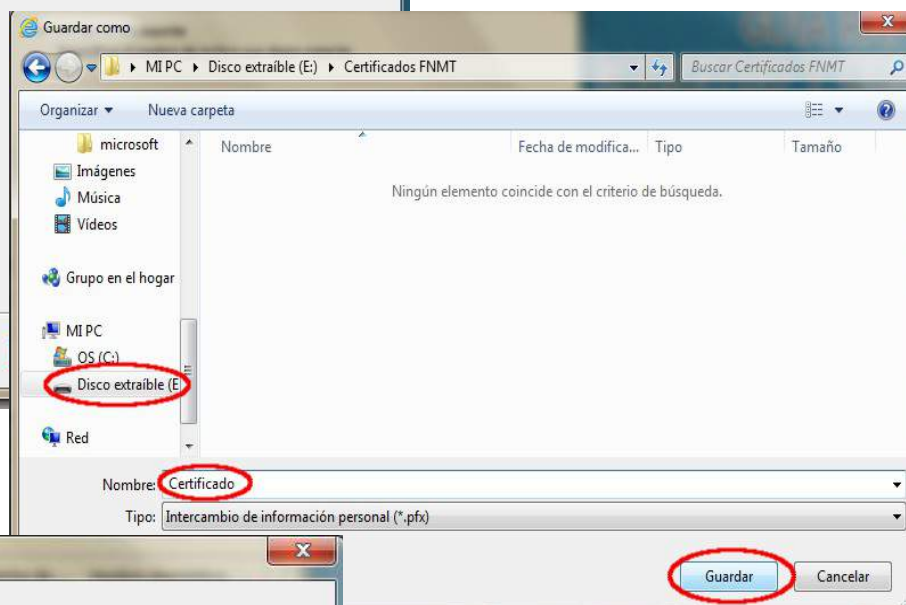 Guardar como
MI PC ▸ Disco extraíble (E:) ▸ Certificados FNMT
Buscar Certificados FNMT
Organizar
Nueva carpeta
microsoft
Imágenes
Música
Vídeos
Grupo en el hogar
MI PC
OS (C:)
Disco extraíble (E
Red
Nombre
Fecha de modifica...
Tipo
Tamaño
Ningún elemento coincide con el criterio de búsqueda.
Nombre: Certificado
Tipo: Intercambio de información personal (*.pfx)
Guardar
Cancelar